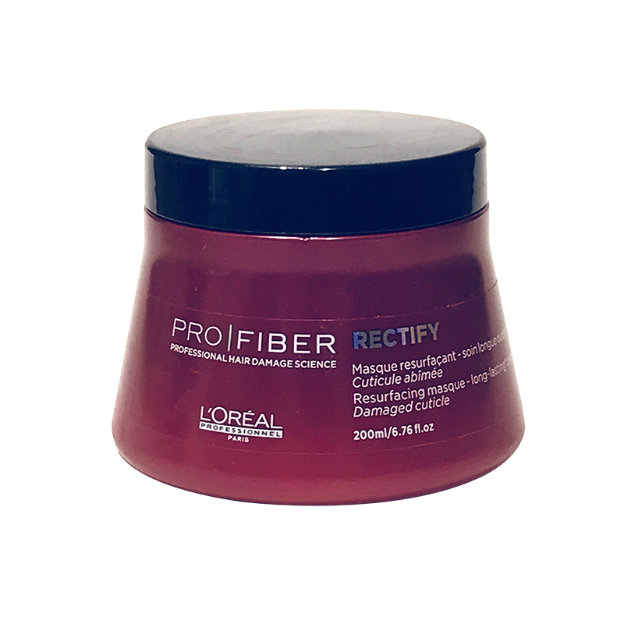 PRO|FIBER
PROFESSIONAL HAIR DAMAGE SCIENCE
L'ORÉAL
PROFESSIONNEL
PARIS
RECTIFY
Masque resurfaçant - soin longue
Cuticule abîmée
Resurfacing masque - long-lasting
Damaged cuticle
200ml/6.76 fl.oz